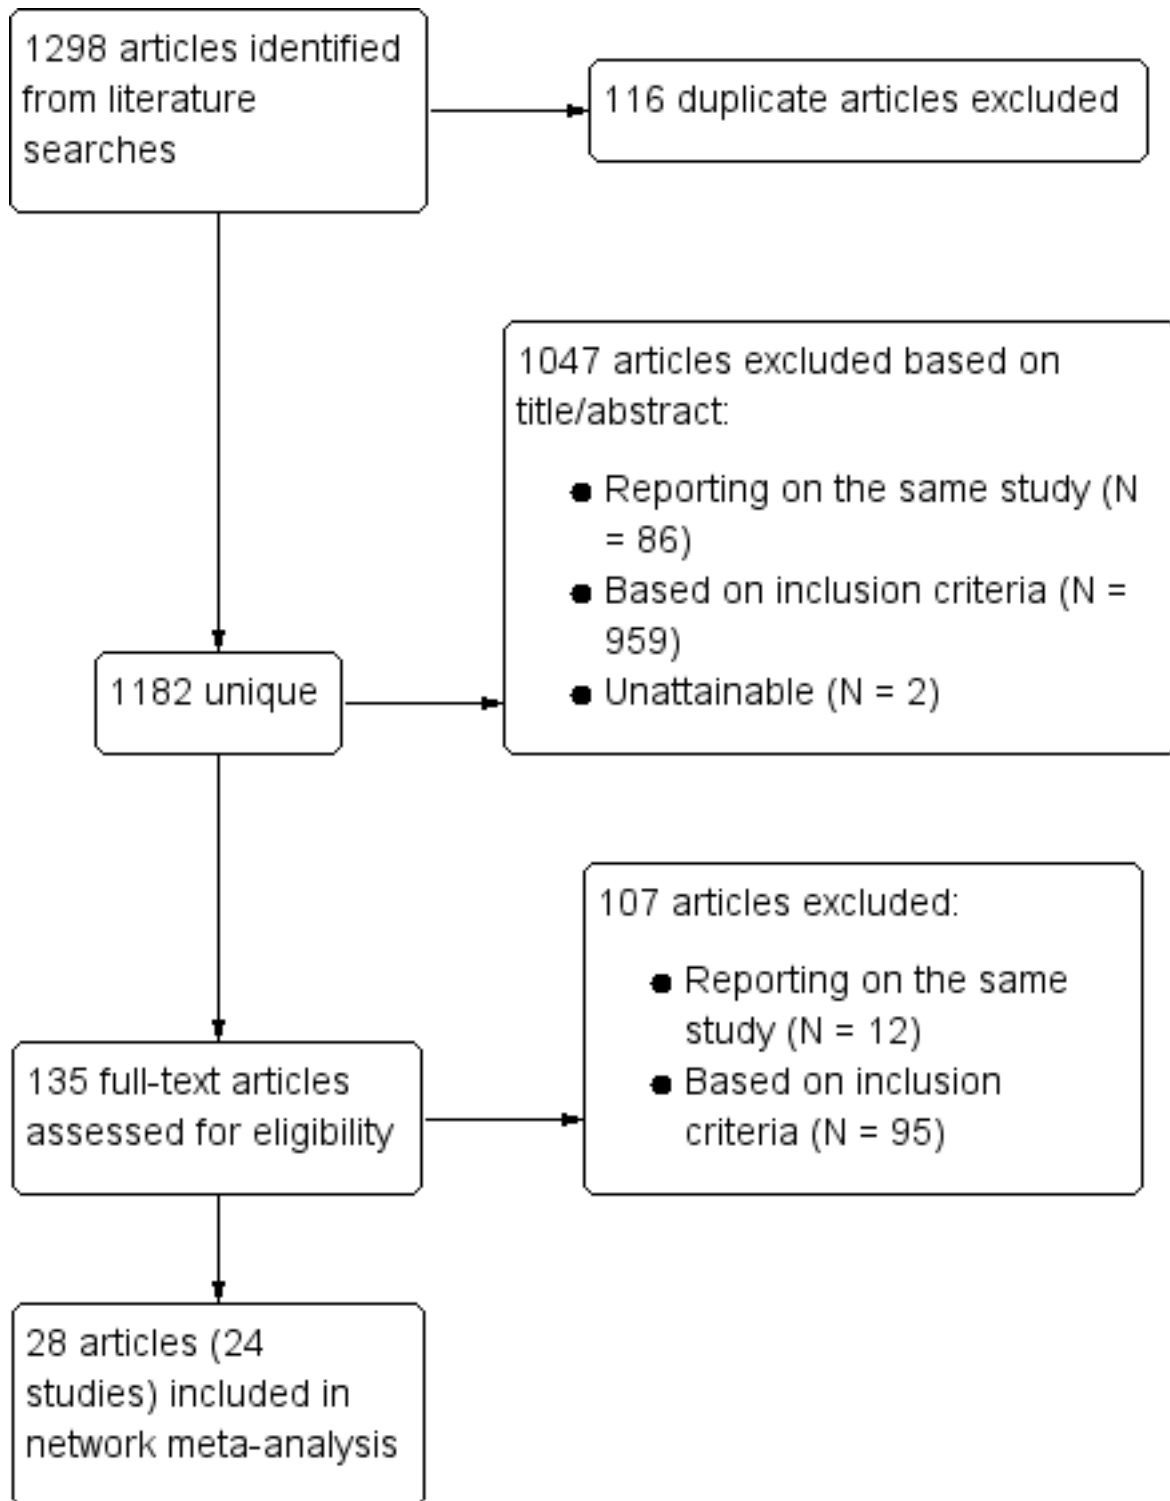 1298 articles identified
from literature
searches
116 duplicate articles excluded
1047 articles excluded based on
title/abstract:
● Reporting on the same study (N
= 86)
● Based on inclusion criteria (N =
959)
● Unattainable (N = 2)
1182 unique
107 articles excluded:
● Reporting on the same
study (N = 12)
● Based on inclusion
criteria (N = 95)
135 full-text articles
assessed for eligibility
28 articles (24
studies) included in
network meta-analysis